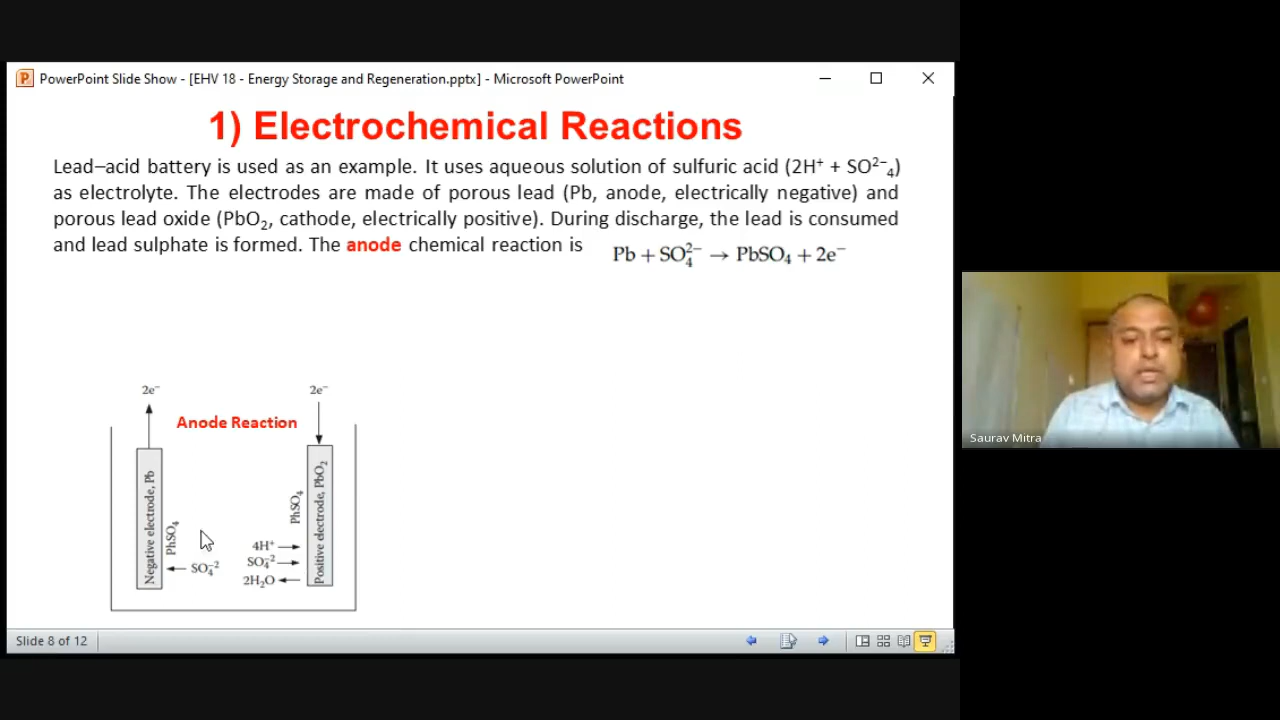 PowerPoint Slide Show - [EHV 18 - Energy Storage and Regeneration.pptx] - Microsoft PowerPoint
1) Electrochemical Reactions
Lead–acid battery is used as an example. It uses aqueous solution of sulfuric acid (2H⁺ + SO²⁻₄)
as electrolyte. The electrodes are made of porous lead (Pb, anode, electrically negative) and
porous lead oxide (PbO₂, cathode, electrically positive). During discharge, the lead is consumed
and lead sulphate is formed. The anode chemical reaction is
Pb + SO₄²⁻ → PbSO₄ + 2e⁻
2e⁻
2e⁻
Anode Reaction
Negative electrode, Pb
PhSO₄
SO₄⁻²
PhSO₄
Positive electrode, PbO₂
4H⁺
SO₄⁻²
2H₂O
Saurav Mitra
Slide 8 of 12